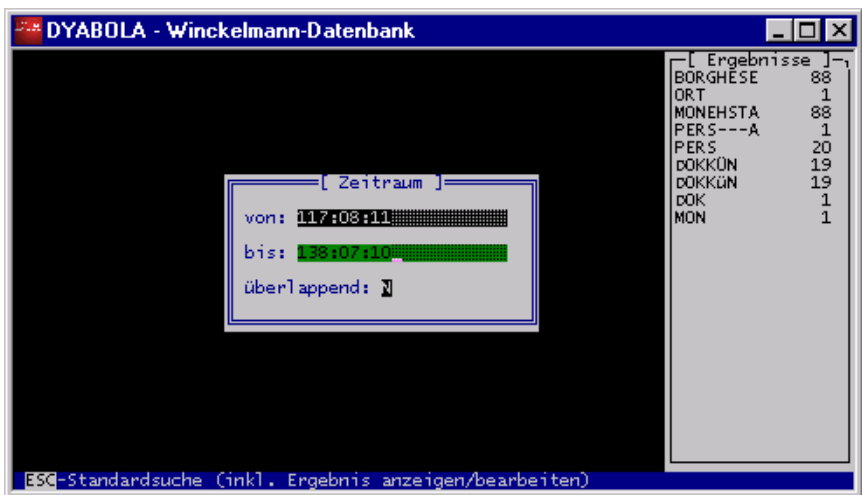 DYABOLA - Winckelmann-Datenbank
[ Ergebnisse ]
BORGHESE 88
ORT 1
MONEHSTA 88
PERS---A 1
PERS 20
DOKKÜN 19
DOKKüN 19
DOK 1
MON 1
[ Zeitraum ]
von: 117:08:11
bis: 138:07:10_
überlappend: N
ESC-Standardsuche (inkl. Ergebnis anzeigen/bearbeiten)